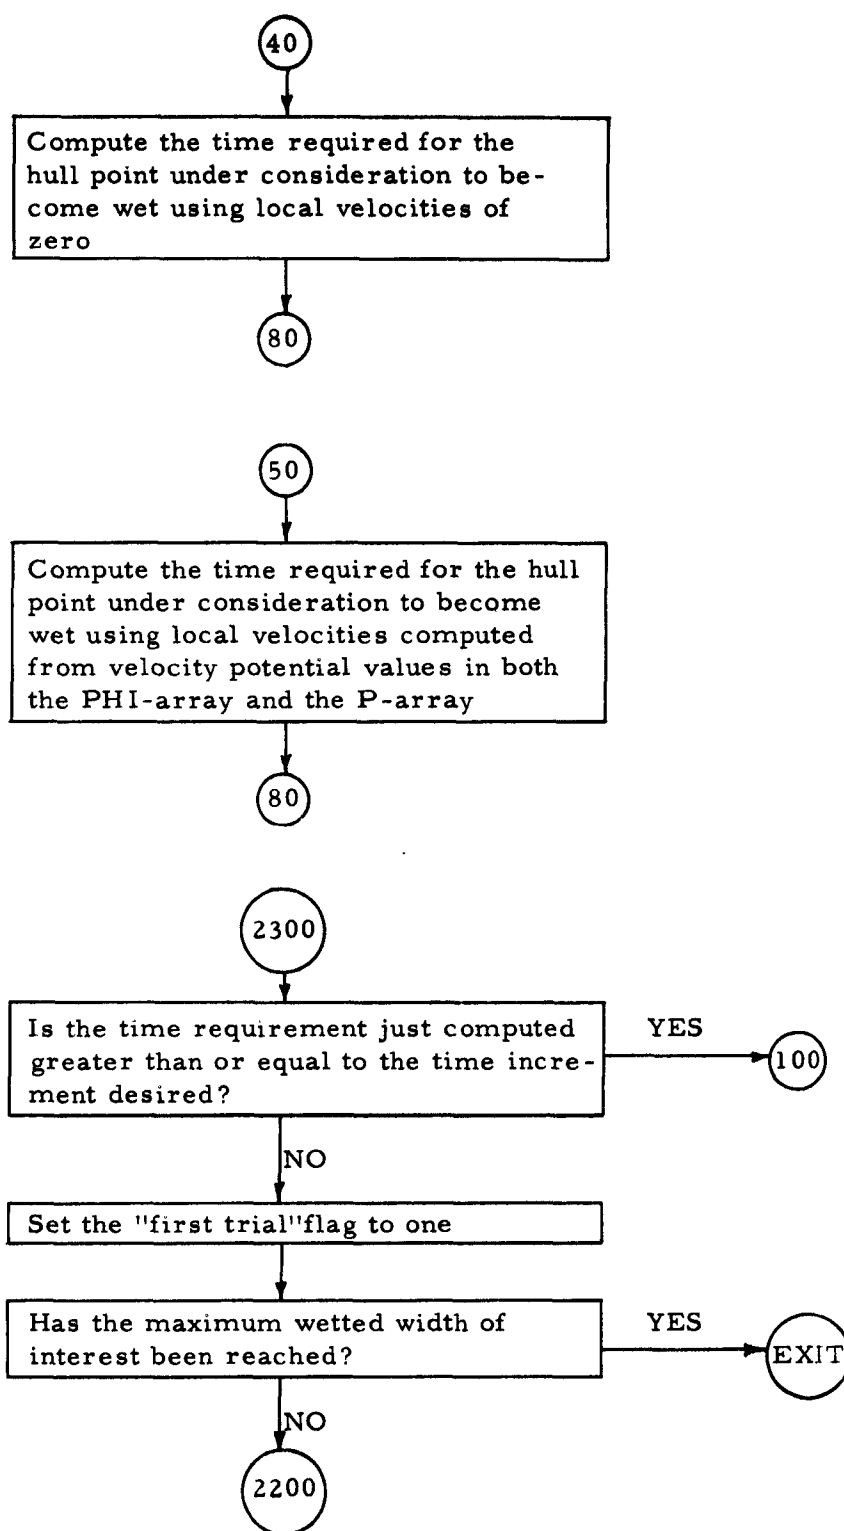 40
Compute the time required for the
hull point under consideration to be-
come wet using local velocities of
zero
80
50
Compute the time required for the hull
point under consideration to become
wet using local velocities computed
from velocity potential values in both
the PHI-array and the P-array
80
2300
Is the time requirement just computed
greater than or equal to the time incre-
ment desired?
YES
100
NO
Set the "first trial"flag to one
Has the maximum wetted width of
interest been reached?
YES
EXIT
NO
2200